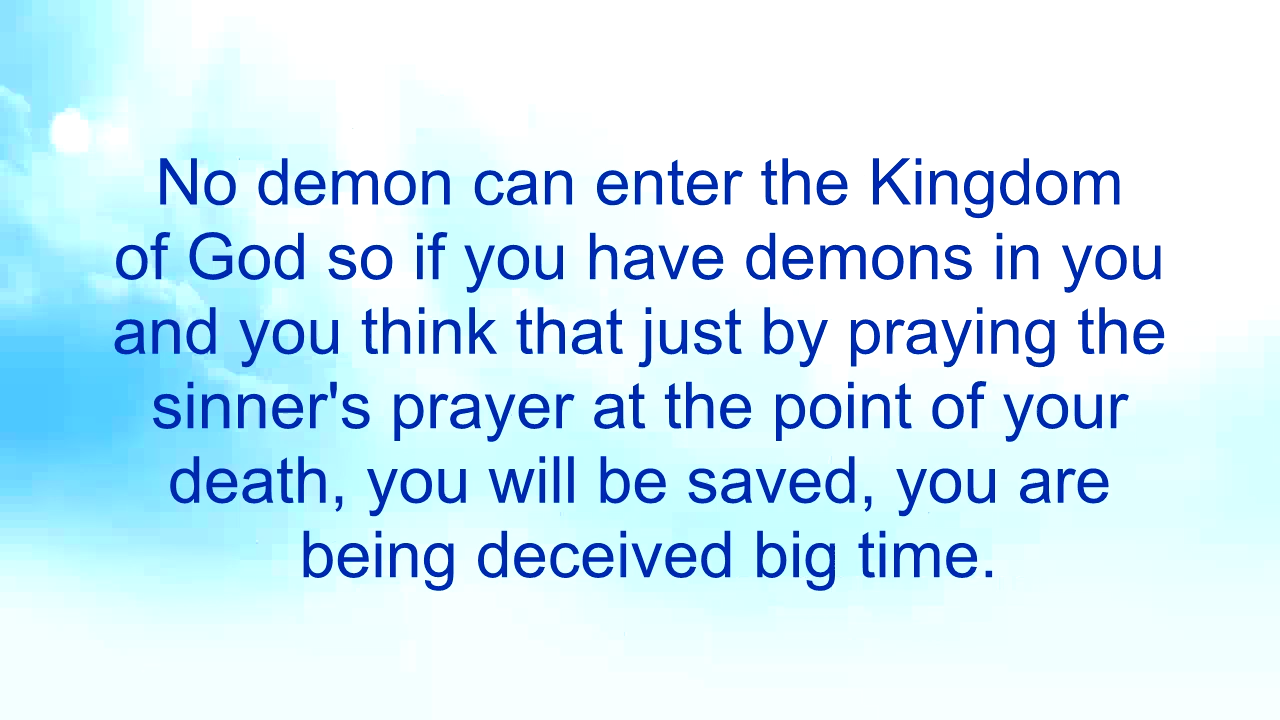 No demon can enter the Kingdom
of God so if you have demons in you
and you think that just by praying the
sinner's prayer at the point of your
death, you will be saved, you are
being deceived big time.